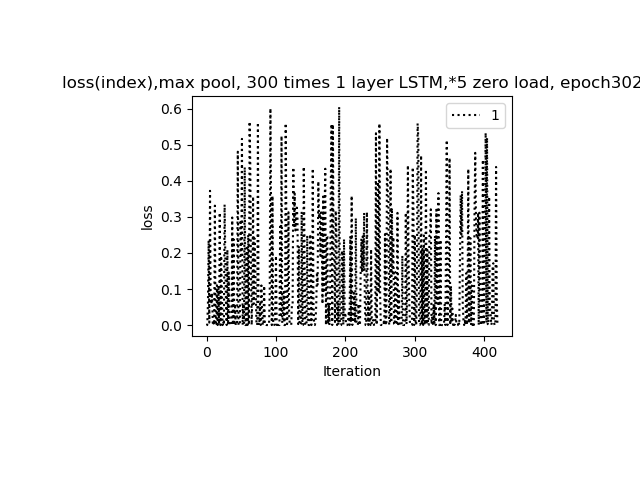 loss(index),max pool, 300 times 1 layer LSTM,*5 zero load, epoch302
1
loss
0.6
0.5
0.4
0.3
0.2
0.1
0.0
0 100 200 300 400
Iteration